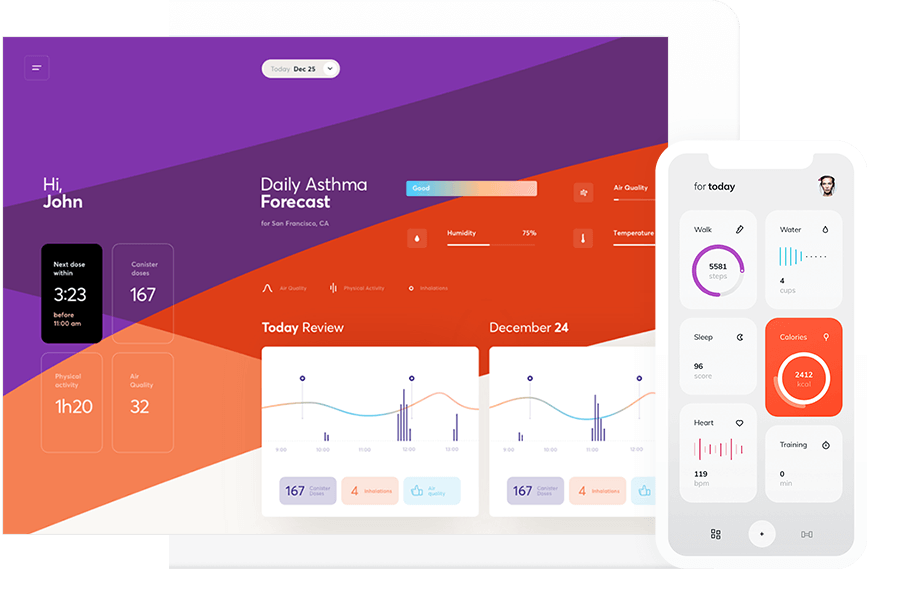 Today Dec 25
Hi,
John
Daily Asthma
Forecast
for San Francisco, CA
Good
Air Quality
Humidity 75%
Temperature
Next dose
within
3:23
before
11:00 am
Canister
doses
167
Physical
activity
1h20
Air
Quality
32
Air Quality
Physical Activity
Inhalations
Today Review
9:00 10:00 11:00 12:00 13:00
167 Canister
Doses
4 Inhalations
Air
quality
December 24
9:00 10:00 11:00 12:00
167 Canister
Doses
4 Inhalations
for today
Walk
5581
steps
Water
4
cups
Sleep
96
score
Calories
2412
kcal
Heart
119
bpm
Training
0
min